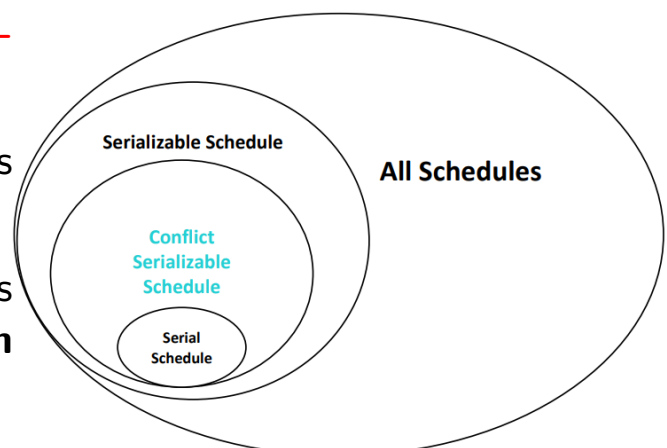 Serializable Schedule
s
All Schedules
Conflict
Serializable
Schedule
s
n
Serial
Schedule